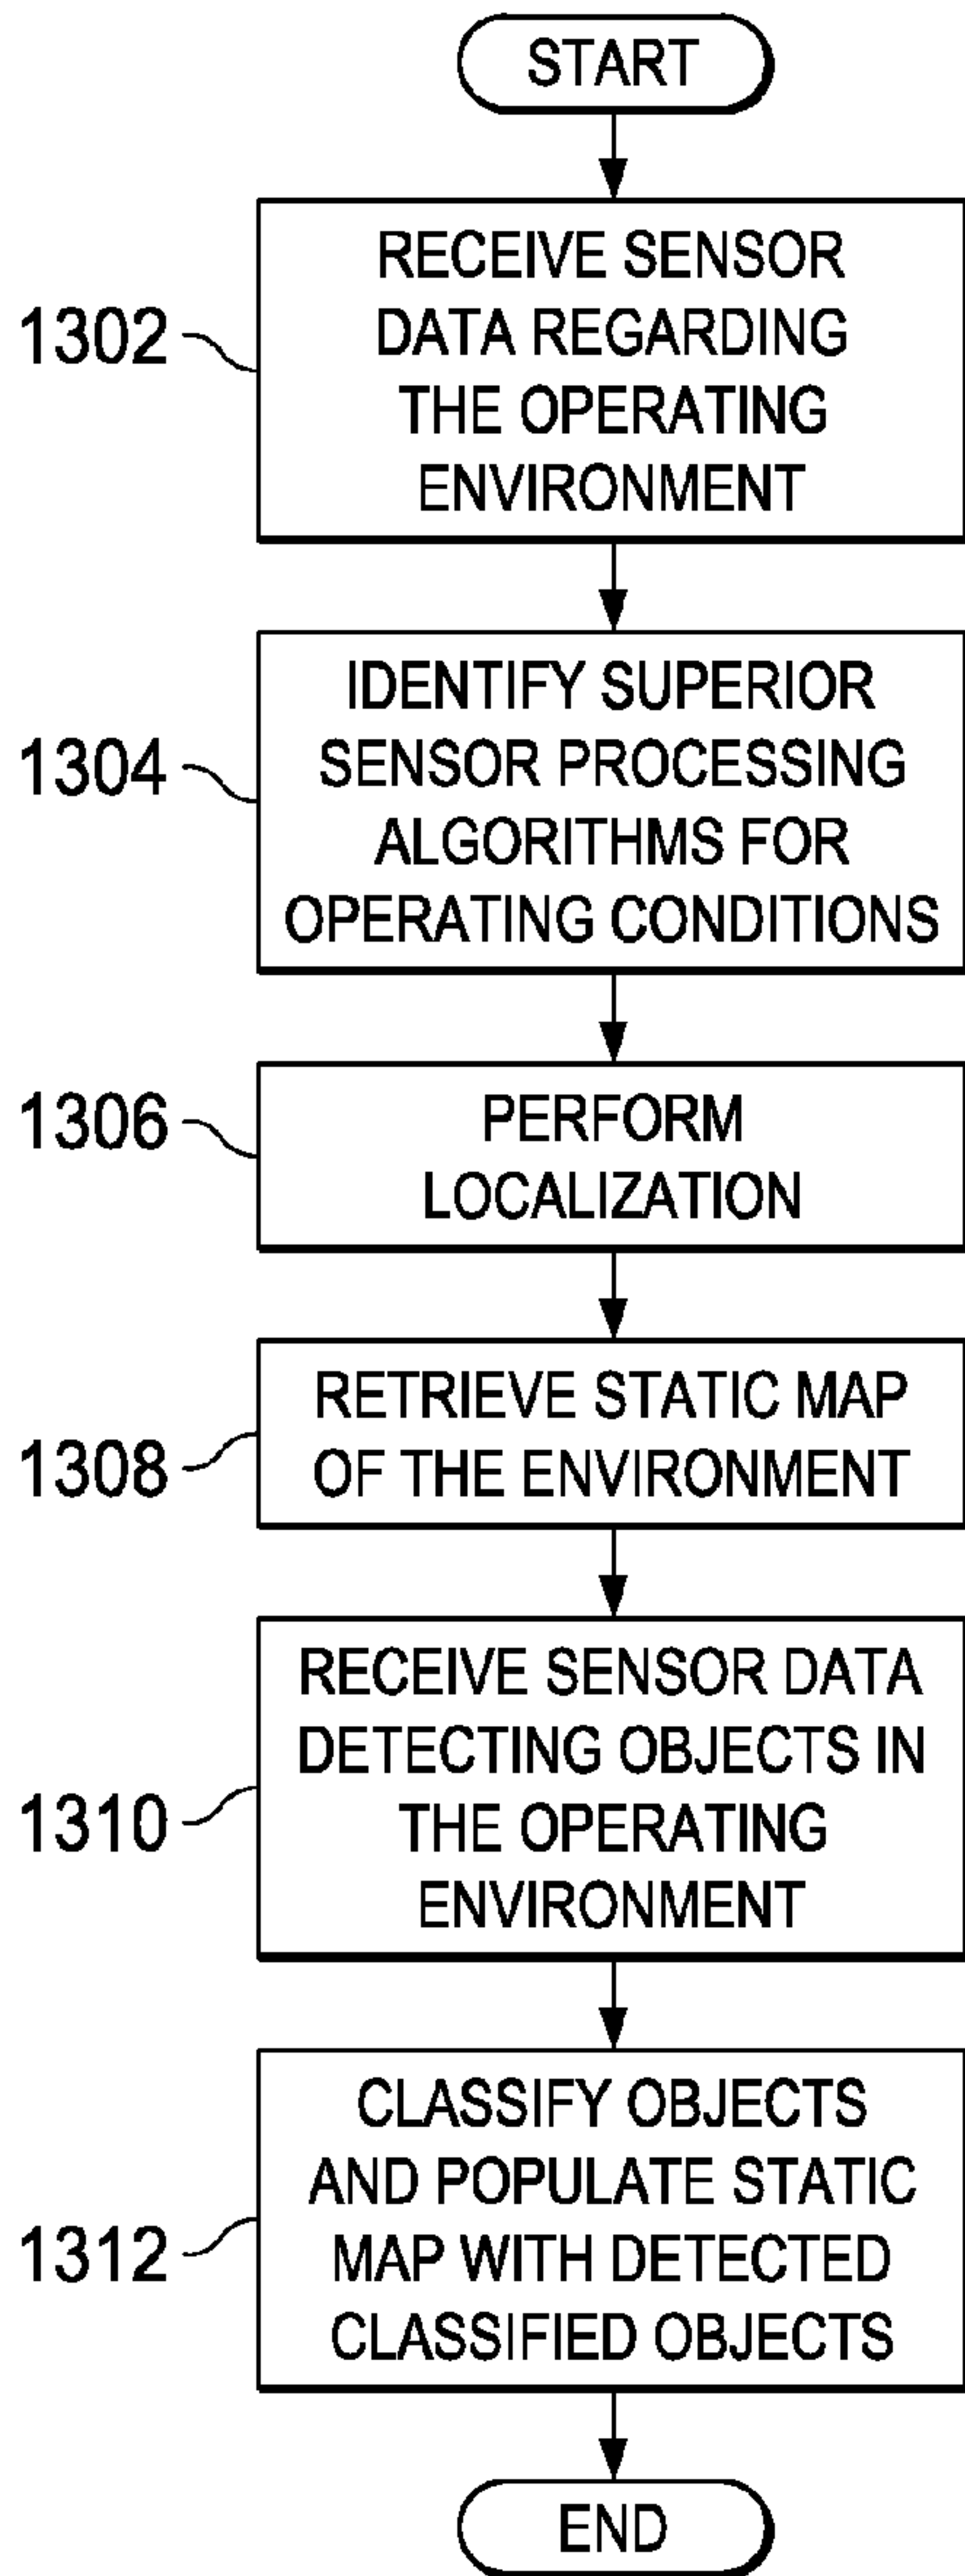 START
1302
RECEIVE SENSOR
DATA REGARDING
THE OPERATING
ENVIRONMENT
1304
IDENTIFY SUPERIOR
SENSOR PROCESSING
ALGORITHMS FOR
OPERATING CONDITIONS
1306
PERFORM
LOCALIZATION
1308
RETRIEVE STATIC MAP
OF THE ENVIRONMENT
1310
RECEIVE SENSOR DATA
DETECTING OBJECTS IN
THE OPERATING
ENVIRONMENT
1312
CLASSIFY OBJECTS
AND POPULATE STATIC
MAP WITH DETECTED
CLASSIFIED OBJECTS
END